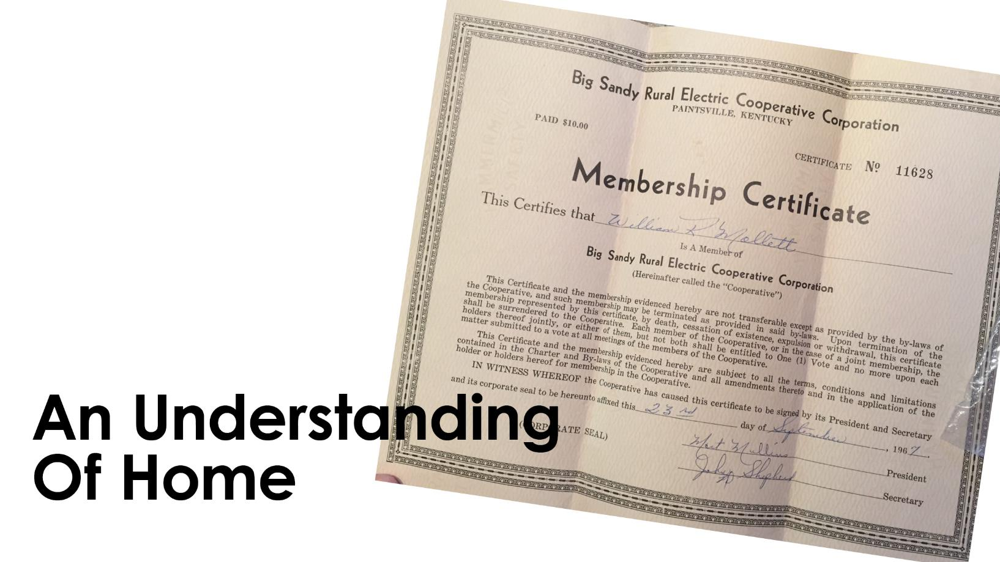 Big Sandy Rural Electric Cooperative Corporation
PAINTSVILLE, KENTUCKY
PAID $10.00
CERTIFICATE Nº 11628
Membership Certificate
This Certifies that William R Mollett
Is A Member of
Big Sandy Rural Electric Cooperative Corporation
(Hereinafter called the "Cooperative")
This Certificate and the membership evidenced hereby are not transferable except as provided by the by-laws of
the Cooperative, and such membership may be terminated as provided in said by-laws. Upon termination of the
membership represented by this certificate, by death, cessation of existence, expulsion or withdrawal, this certificate
shall be surrendered to the Cooperative. Each member of the Cooperative, or in the case of a joint membership, the
holders thereof jointly, or either of them, but not both shall be entitled to One (1) Vote and no more upon each
matter submitted to a vote at all meetings of the members of the Cooperative.
This Certificate and the membership evidenced hereby are subject to all the terms, conditions and limitations
contained in the Charter and By-laws of the Cooperative and all amendments thereto and in the application of the
holder or holders hereof for membership in the Cooperative.
IN WITNESS WHEREOF the Cooperative has caused this certificate to be signed by its President and Secretary
and its corporate seal to be hereunto affixed this 23rd day of September, 1967.
(CORPORATE SEAL)
Mort Mullins President
John Shepherd Secretary
An Understanding
Of Home